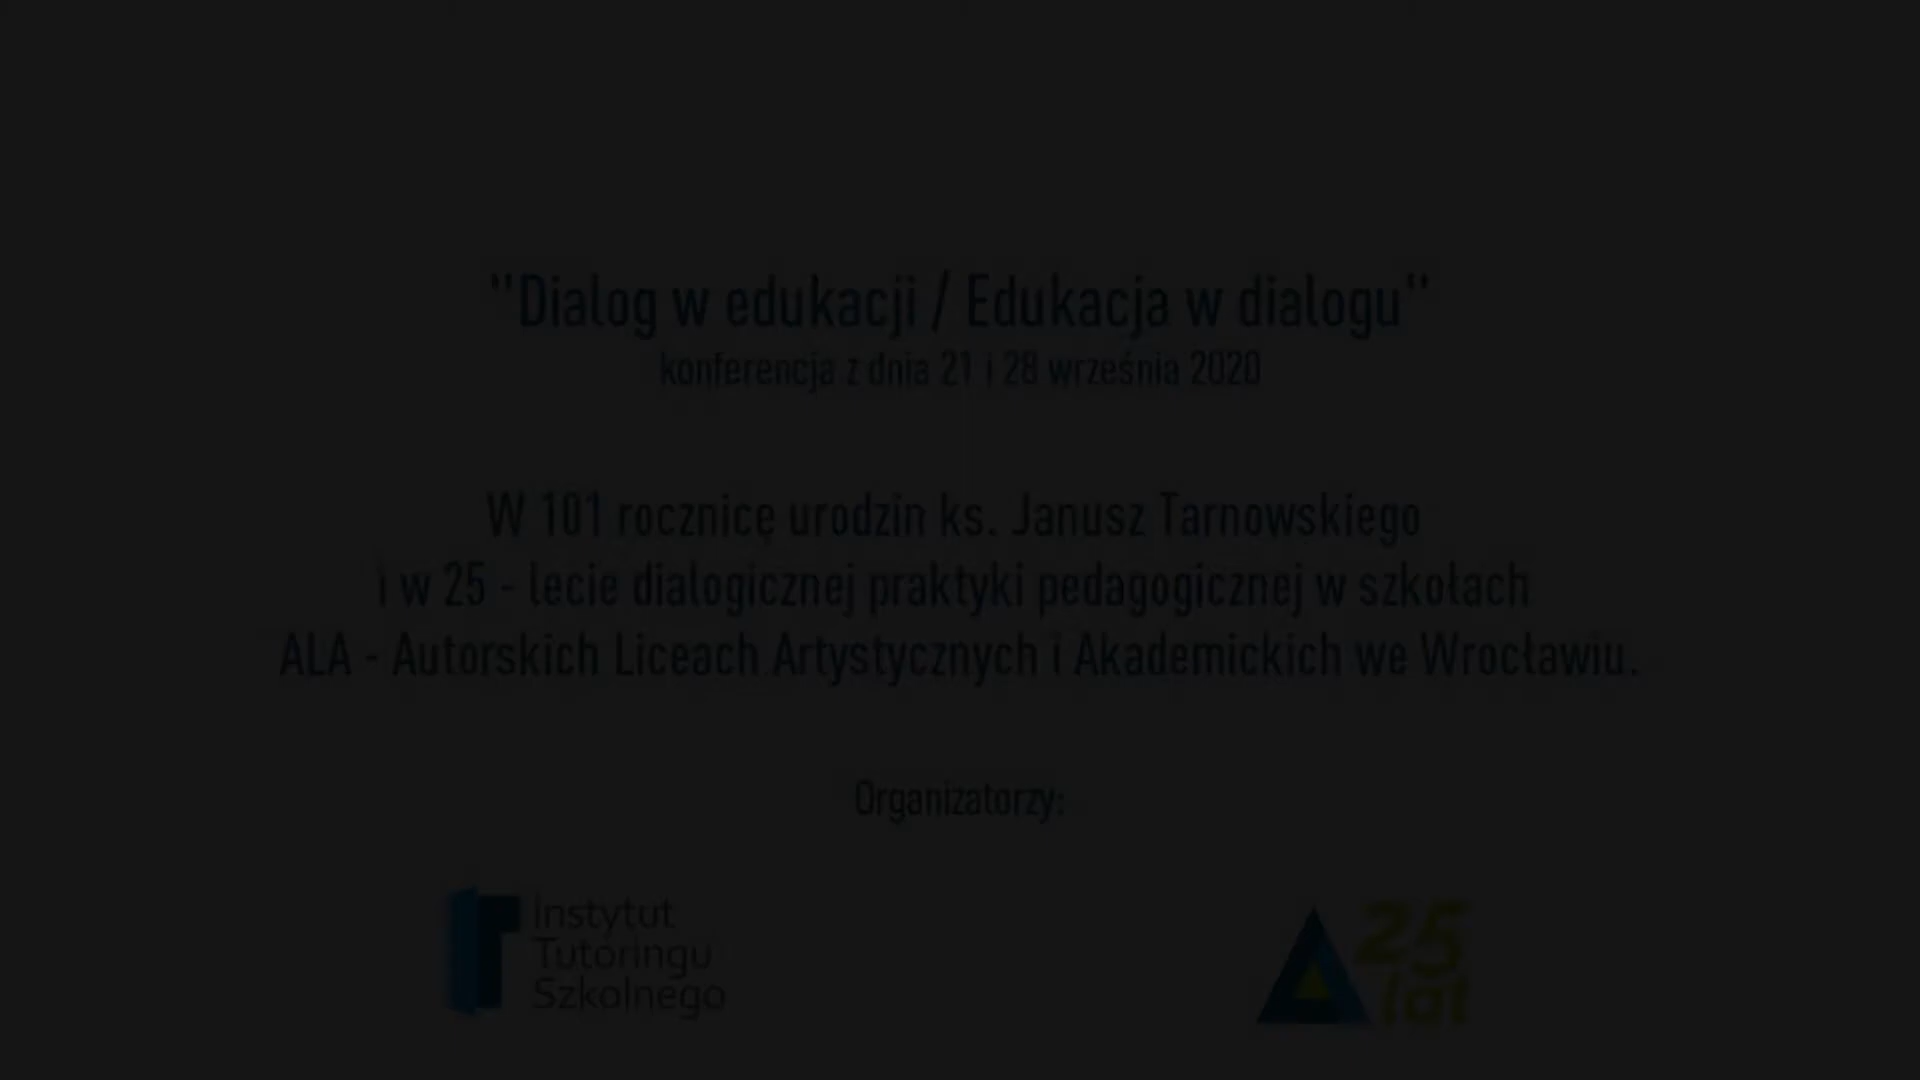 "Dialog w edukacji / Edukacja w dialogu"
konferencja z dnia 21 i 28 września 2020
W 101 rocznicę urodzin ks. Janusz Tarnowskiego
i w 25 - lecie dialogicznej praktyki pedagogicznej w szkołach
ALA - Autorskich Liceach Artystycznych i Akademickich we Wrocławiu.
Organizatorzy:
Instytut
Tutoringu
Szkolnego
25
lat